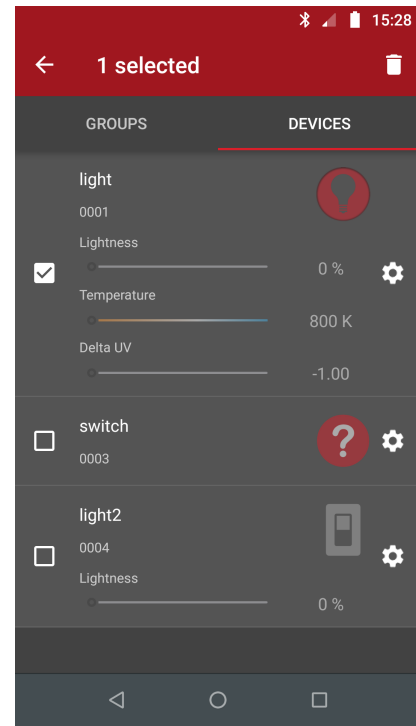 15:28
1 selected
GROUPS DEVICES
light
0001
Lightness
0 %
Temperature
800 K
Delta UV
-1.00
switch
?
0003
light2
0004
Lightness
0 %